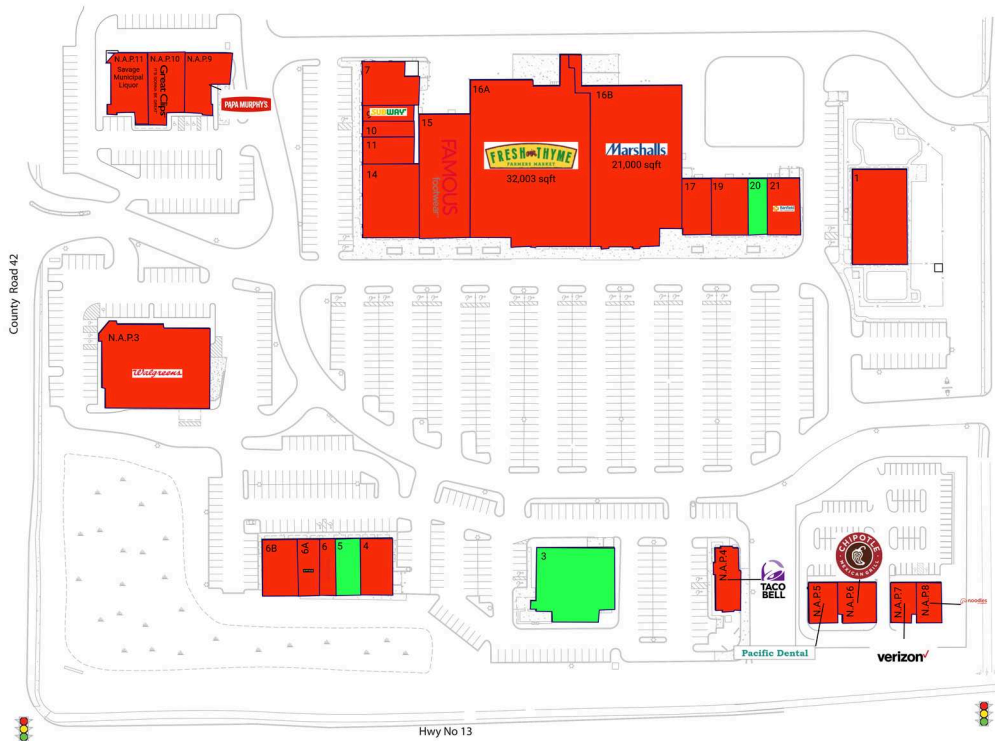 N.A.P.11
N.A.P.10
N.A.P.9
Savage
Municipal
Liquor
Great Clips
PAPA MURPHY'S
7
SUBWAY
10
11
14
15
FAMOUS
footwear
16A
FRESH THYME
FARMERS MARKET
32,003 sqft
16B
Marshalls
21,000 sqft
17
19
20
21
1
County Road 42
N.A.P.3
Walgreens
6B
6A
6
5
4
3
N.A.P.4
TACO
BELL
CHIPOTLE
MEXICAN GRILL
N.A.P.5
N.A.P.6
N.A.P.7
N.A.P.8
noodles
Pacific Dental
verizon
Hwy No 13